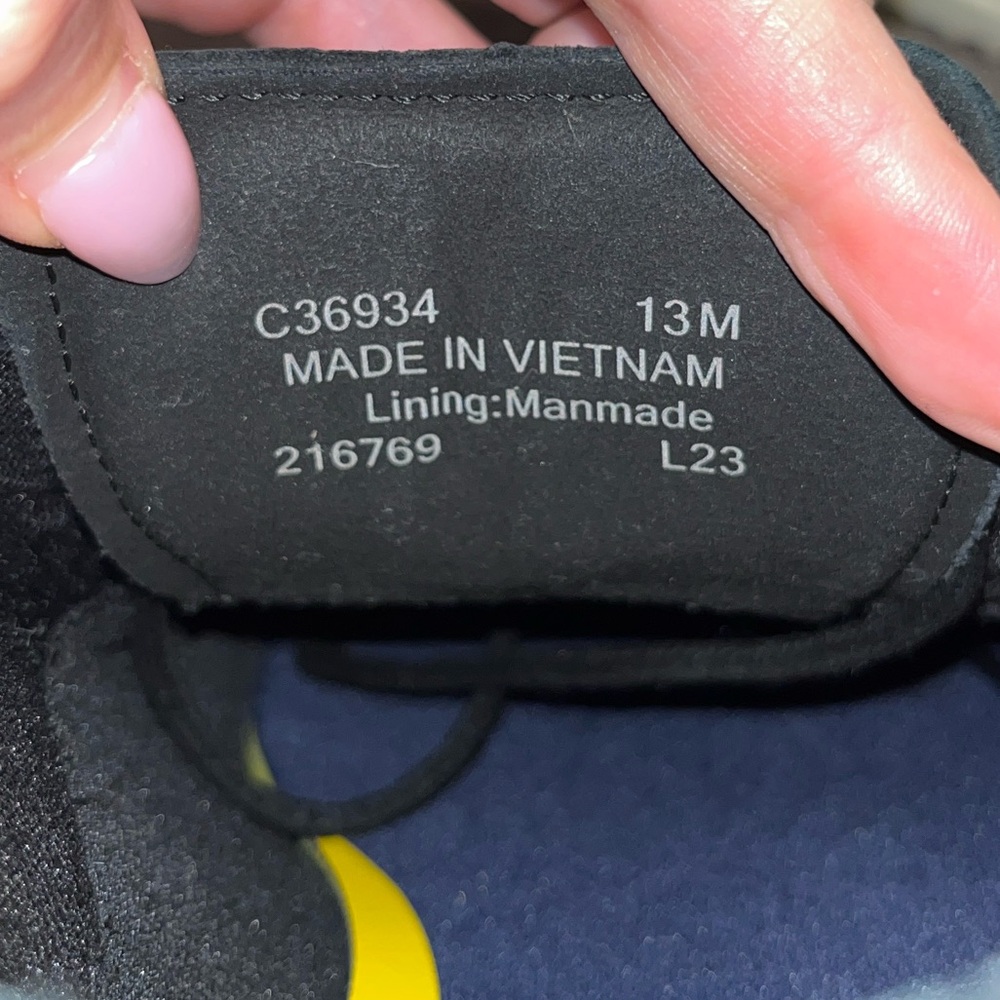 C36934 13M
MADE IN VIETNAM
Lining:Manmade
216769 L23